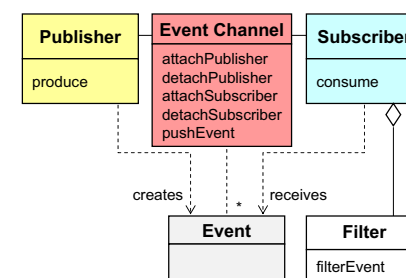 Publisher
produce
Event Channel
attachPublisher
detachPublisher
attachSubscriber
detachSubscriber
pushEvent
Subscriber
consume
creates
*
receives
Event
Filter
filterEvent